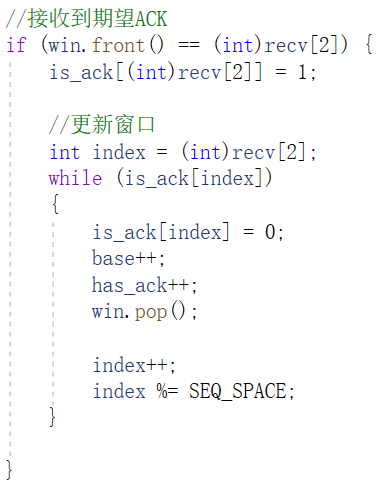 //接收到期望ACK
if (win.front() == (int)recv[2]) {
    is_ack[(int)recv[2]] = 1;

    //更新窗口
    int index = (int)recv[2];
    while (is_ack[index])
    {
        is_ack[index] = 0;
        base++;
        has_ack++;
        win.pop();

        index++;
        index %= SEQ_SPACE;
    }

}